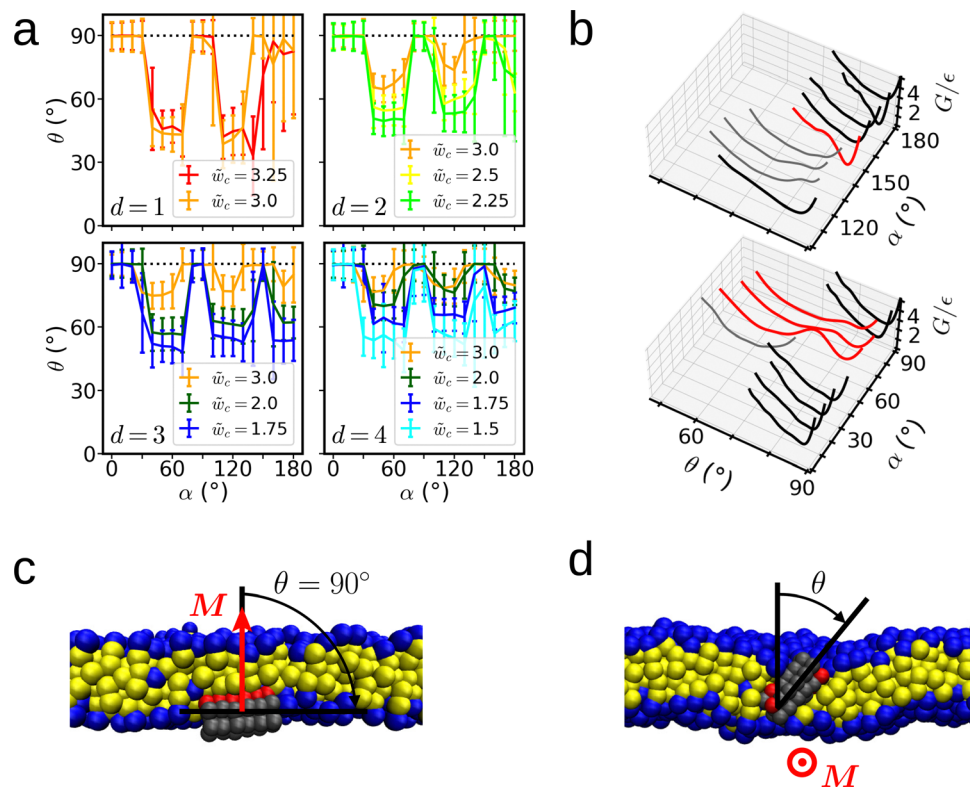 a
b
c
d
90
60
30
0
θ (°)
w̃c = 3.25
w̃c = 3.0
d = 1
w̃c = 3.0
w̃c = 2.5
w̃c = 2.25
d = 2
90
60
30
0
θ (°)
w̃c = 3.0
w̃c = 2.0
w̃c = 1.75
d = 3
0 60 120 180
α (°)
w̃c = 3.0
w̃c = 2.0
w̃c = 1.75
w̃c = 1.5
d = 4
0 60 120 180
α (°)
4
2
G/ϵ
180
150
120
α (°)
4
2
G/ϵ
90
60
30
α (°)
60
90
θ (°)
θ = 90°
M
θ
M